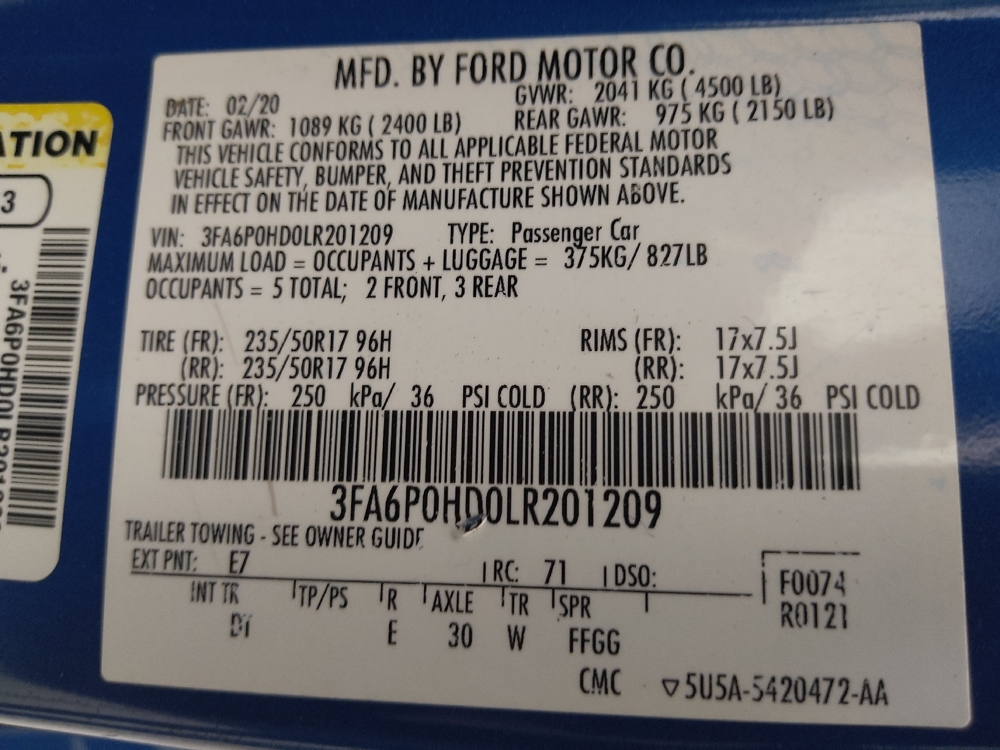 MFD. BY FORD MOTOR CO.
DATE: 02/20 GVWR: 2041 KG ( 4500 LB)
FRONT GAWR: 1089 KG ( 2400 LB) REAR GAWR: 975 KG ( 2150 LB)
THIS VEHICLE CONFORMS TO ALL APPLICABLE FEDERAL MOTOR
VEHICLE SAFETY, BUMPER, AND THEFT PREVENTION STANDARDS
IN EFFECT ON THE DATE OF MANUFACTURE SHOWN ABOVE.
VIN: 3FA6P0HD0LR201209 TYPE: Passenger Car
MAXIMUM LOAD = OCCUPANTS + LUGGAGE = 375KG/ 827LB
OCCUPANTS = 5 TOTAL; 2 FRONT, 3 REAR
TIRE (FR): 235/50R17 96H RIMS (FR): 17x7.5J
(RR): 235/50R17 96H (RR): 17x7.5J
PRESSURE (FR): 250 kPa/ 36 PSI COLD (RR): 250 kPa/ 36 PSI COLD
3FA6P0HD0LR201209
TRAILER TOWING - SEE OWNER GUIDE
EXT PNT: E7 RC: 71 DSO:
INT TR TP/PS R AXLE TR SPR
E 30 W FFGG
F0074
R0121
CMC ▽5U5A-5420472-AA
ATION
3